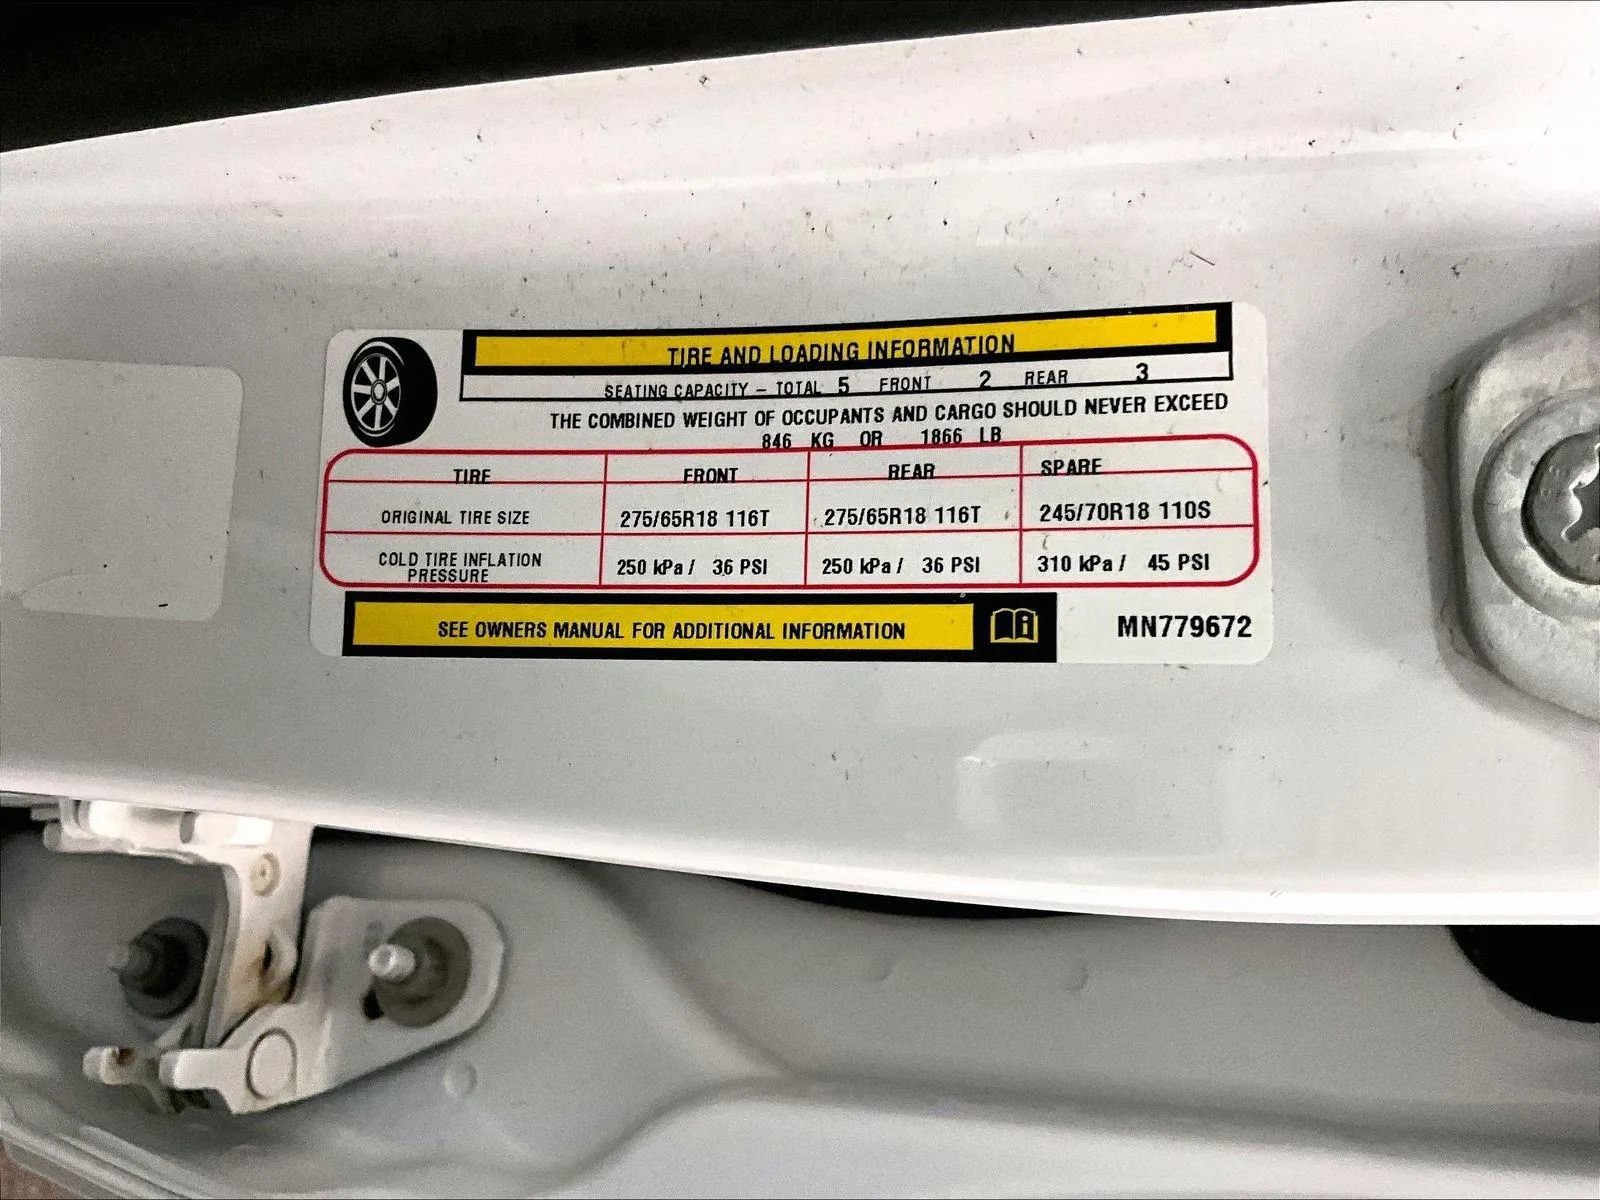 TIRE AND LOADING INFORMATION
SEATING CAPACITY – TOTAL 5 FRONT 2 REAR 3
THE COMBINED WEIGHT OF OCCUPANTS AND CARGO SHOULD NEVER EXCEED
846 KG OR 1866 LB
TIRE FRONT REAR SPARE
ORIGINAL TIRE SIZE 275/65R18 116T 275/65R18 116T 245/70R18 110S
COLD TIRE INFLATION PRESSURE 250 kPa / 36 PSI 250 kPa / 36 PSI 310 kPa / 45 PSI
SEE OWNERS MANUAL FOR ADDITIONAL INFORMATION
MN779672